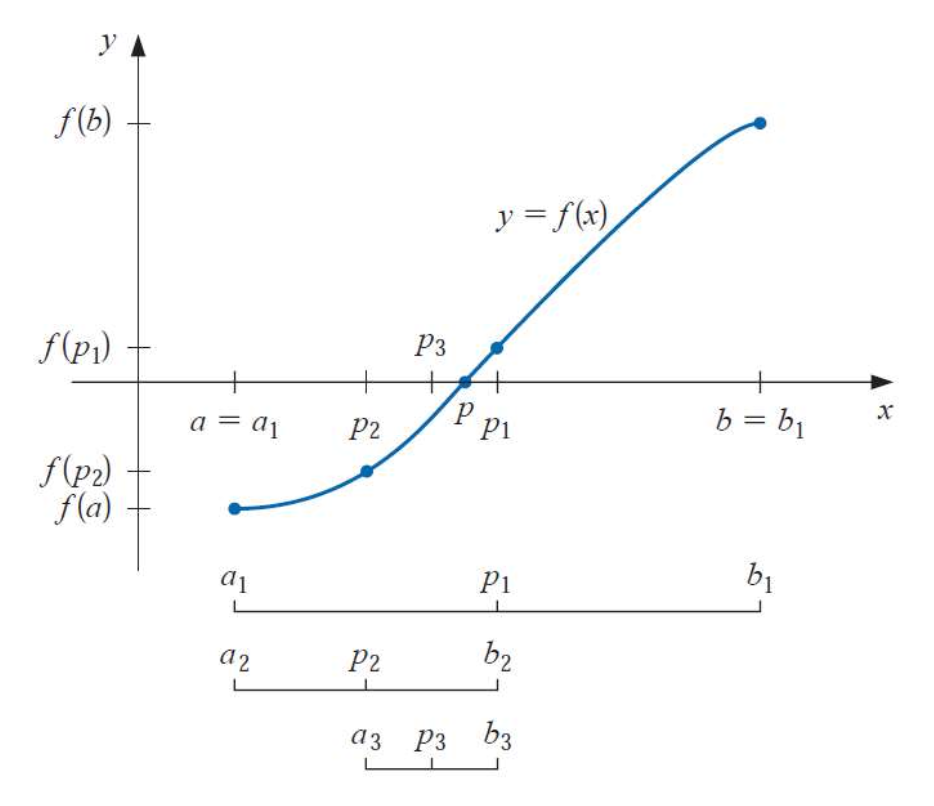 y
f(b)
y = f(x)
f(p₁)
p₃
a = a₁
p₂
p
p₁
b = b₁
x
f(p₂)
f(a)
a₁ p₁ b₁
a₂ p₂ b₂
a₃ p₃ b₃